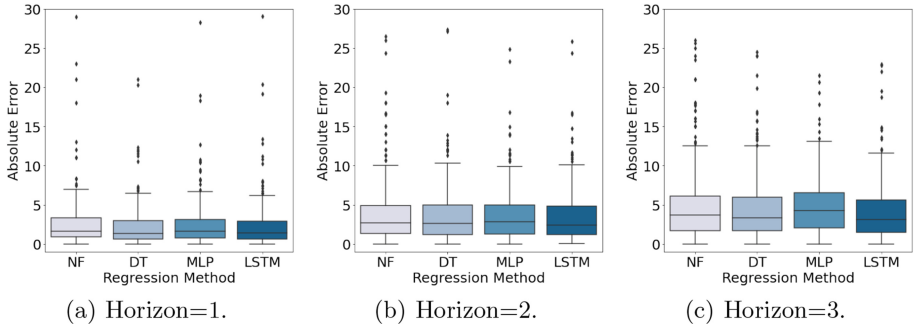 30
25
20
15
10
5
0
Absolute Error
NF DT MLP LSTM
Regression Method
(a) Horizon=1.
30
25
20
15
10
5
0
Absolute Error
NF DT MLP LSTM
Regression Method
(b) Horizon=2.
30
25
20
15
10
5
0
Absolute Error
NF DT MLP LSTM
Regression Method
(c) Horizon=3.